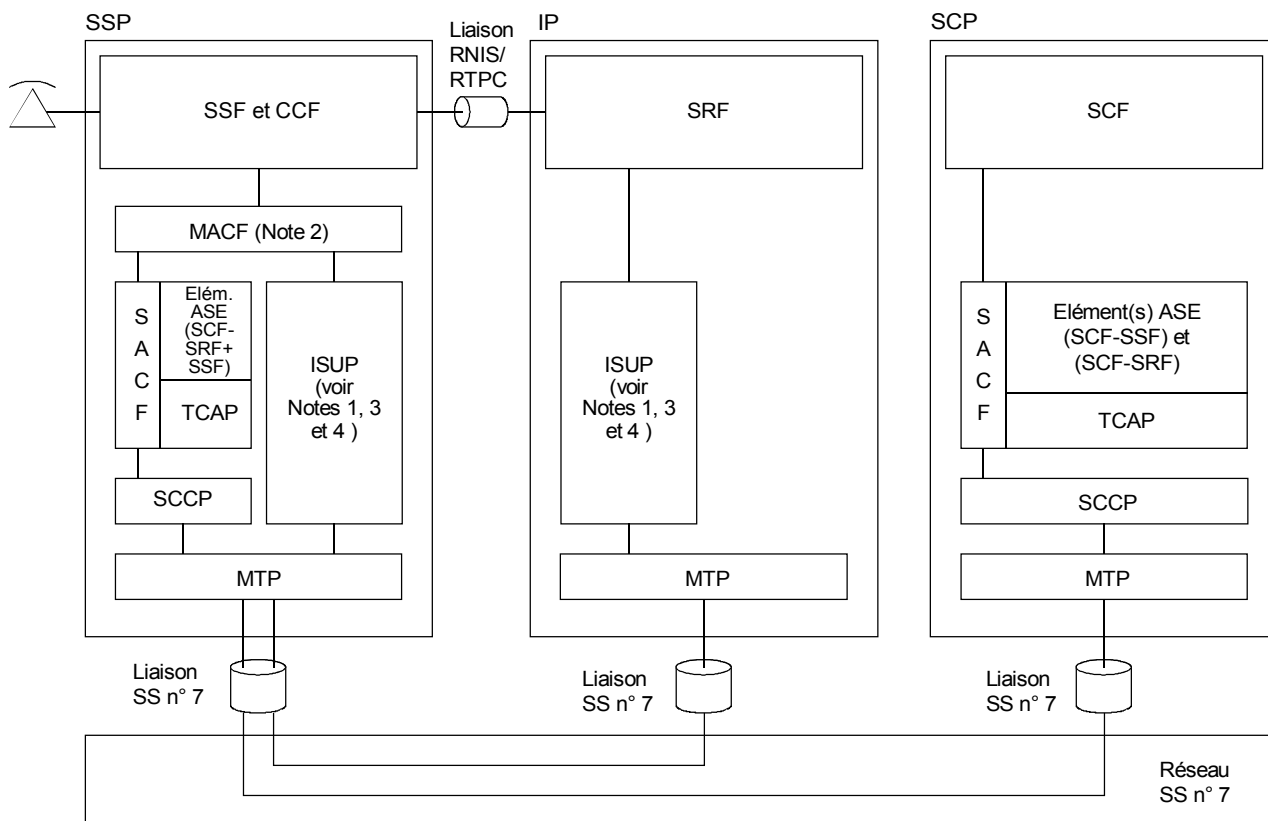 SSP
Liaison
RNIS/
RTPC
IP
SCP
SSF et CCF
SRF
SCF
MACF (Note 2)
S
A
C
F
Elém.
ASE
(SCF-
SRF+
SSF)
TCAP
ISUP
(voir
Notes 1, 3
et 4 )
ISUP
(voir
Notes 1, 3
et 4 )
S
A
C
F
Elément(s) ASE
(SCF-SSF) et
(SCF-SRF)
TCAP
SCCP
SCCP
MTP
MTP
MTP
Liaison
SS n° 7
Liaison
SS n° 7
Liaison
SS n° 7
Réseau
SS n° 7